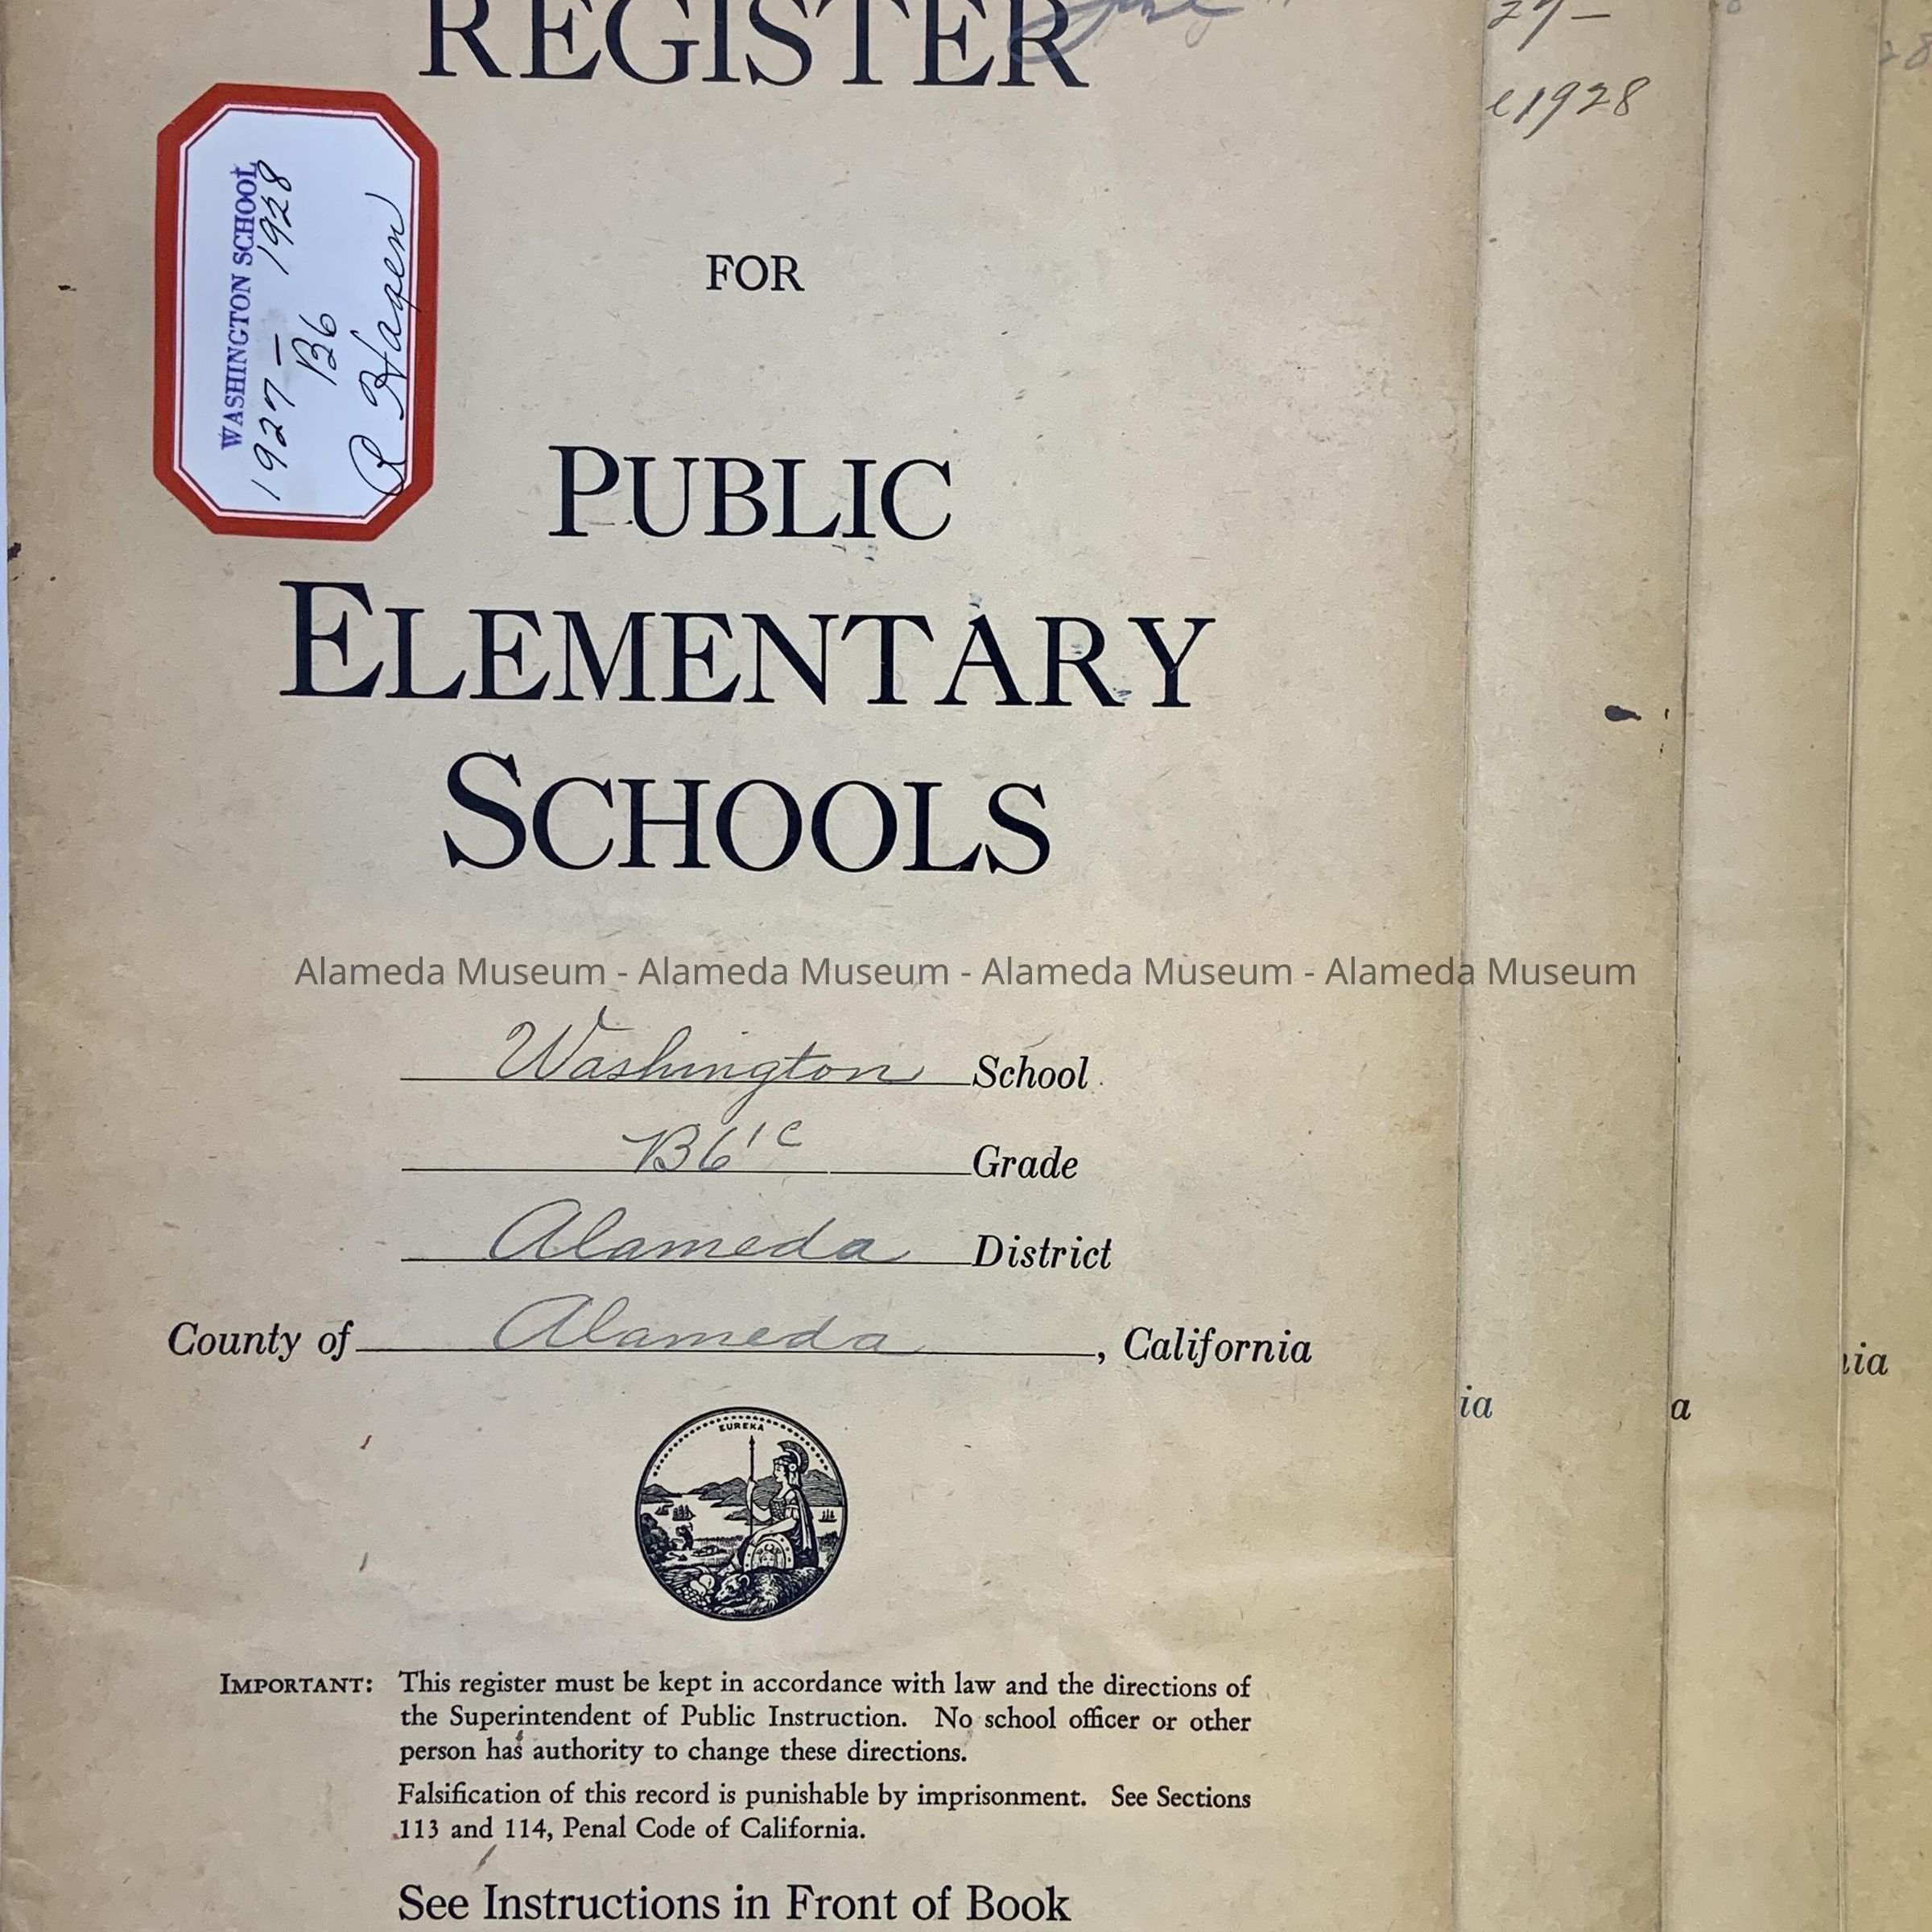 REGISTER
27-
e 1928
28
WASHINGTON SCHOOL
1927 - 1928
B6
R Hagen
FOR
PUBLIC
ELEMENTARY
SCHOOLS
Alameda Museum - Alameda Museum - Alameda Museum - Alameda Museum
Washington School
B6 1c Grade
Alameda District
County of Alameda, California
ia
a
nia
EUREKA
IMPORTANT: This register must be kept in accordance with law and the directions of
the Superintendent of Public Instruction. No school officer or other
person has authority to change these directions.
Falsification of this record is punishable by imprisonment. See Sections
113 and 114, Penal Code of California.
See Instructions in Front of Book